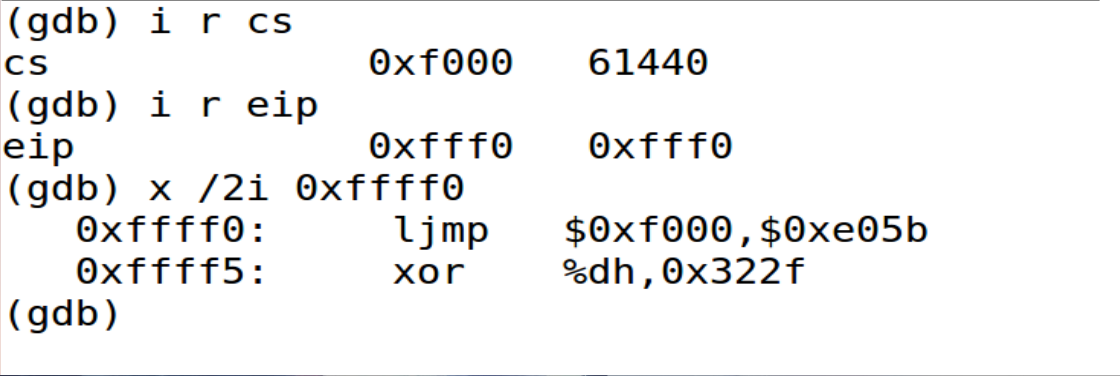 (gdb) i r cs
cs 0xf000 61440
(gdb) i r eip
eip 0xfff0 0xfff0
(gdb) x /2i 0xffff0
0xffff0: ljmp $0xf000,$0xe05b
0xffff5: xor %dh,0x322f
(gdb)